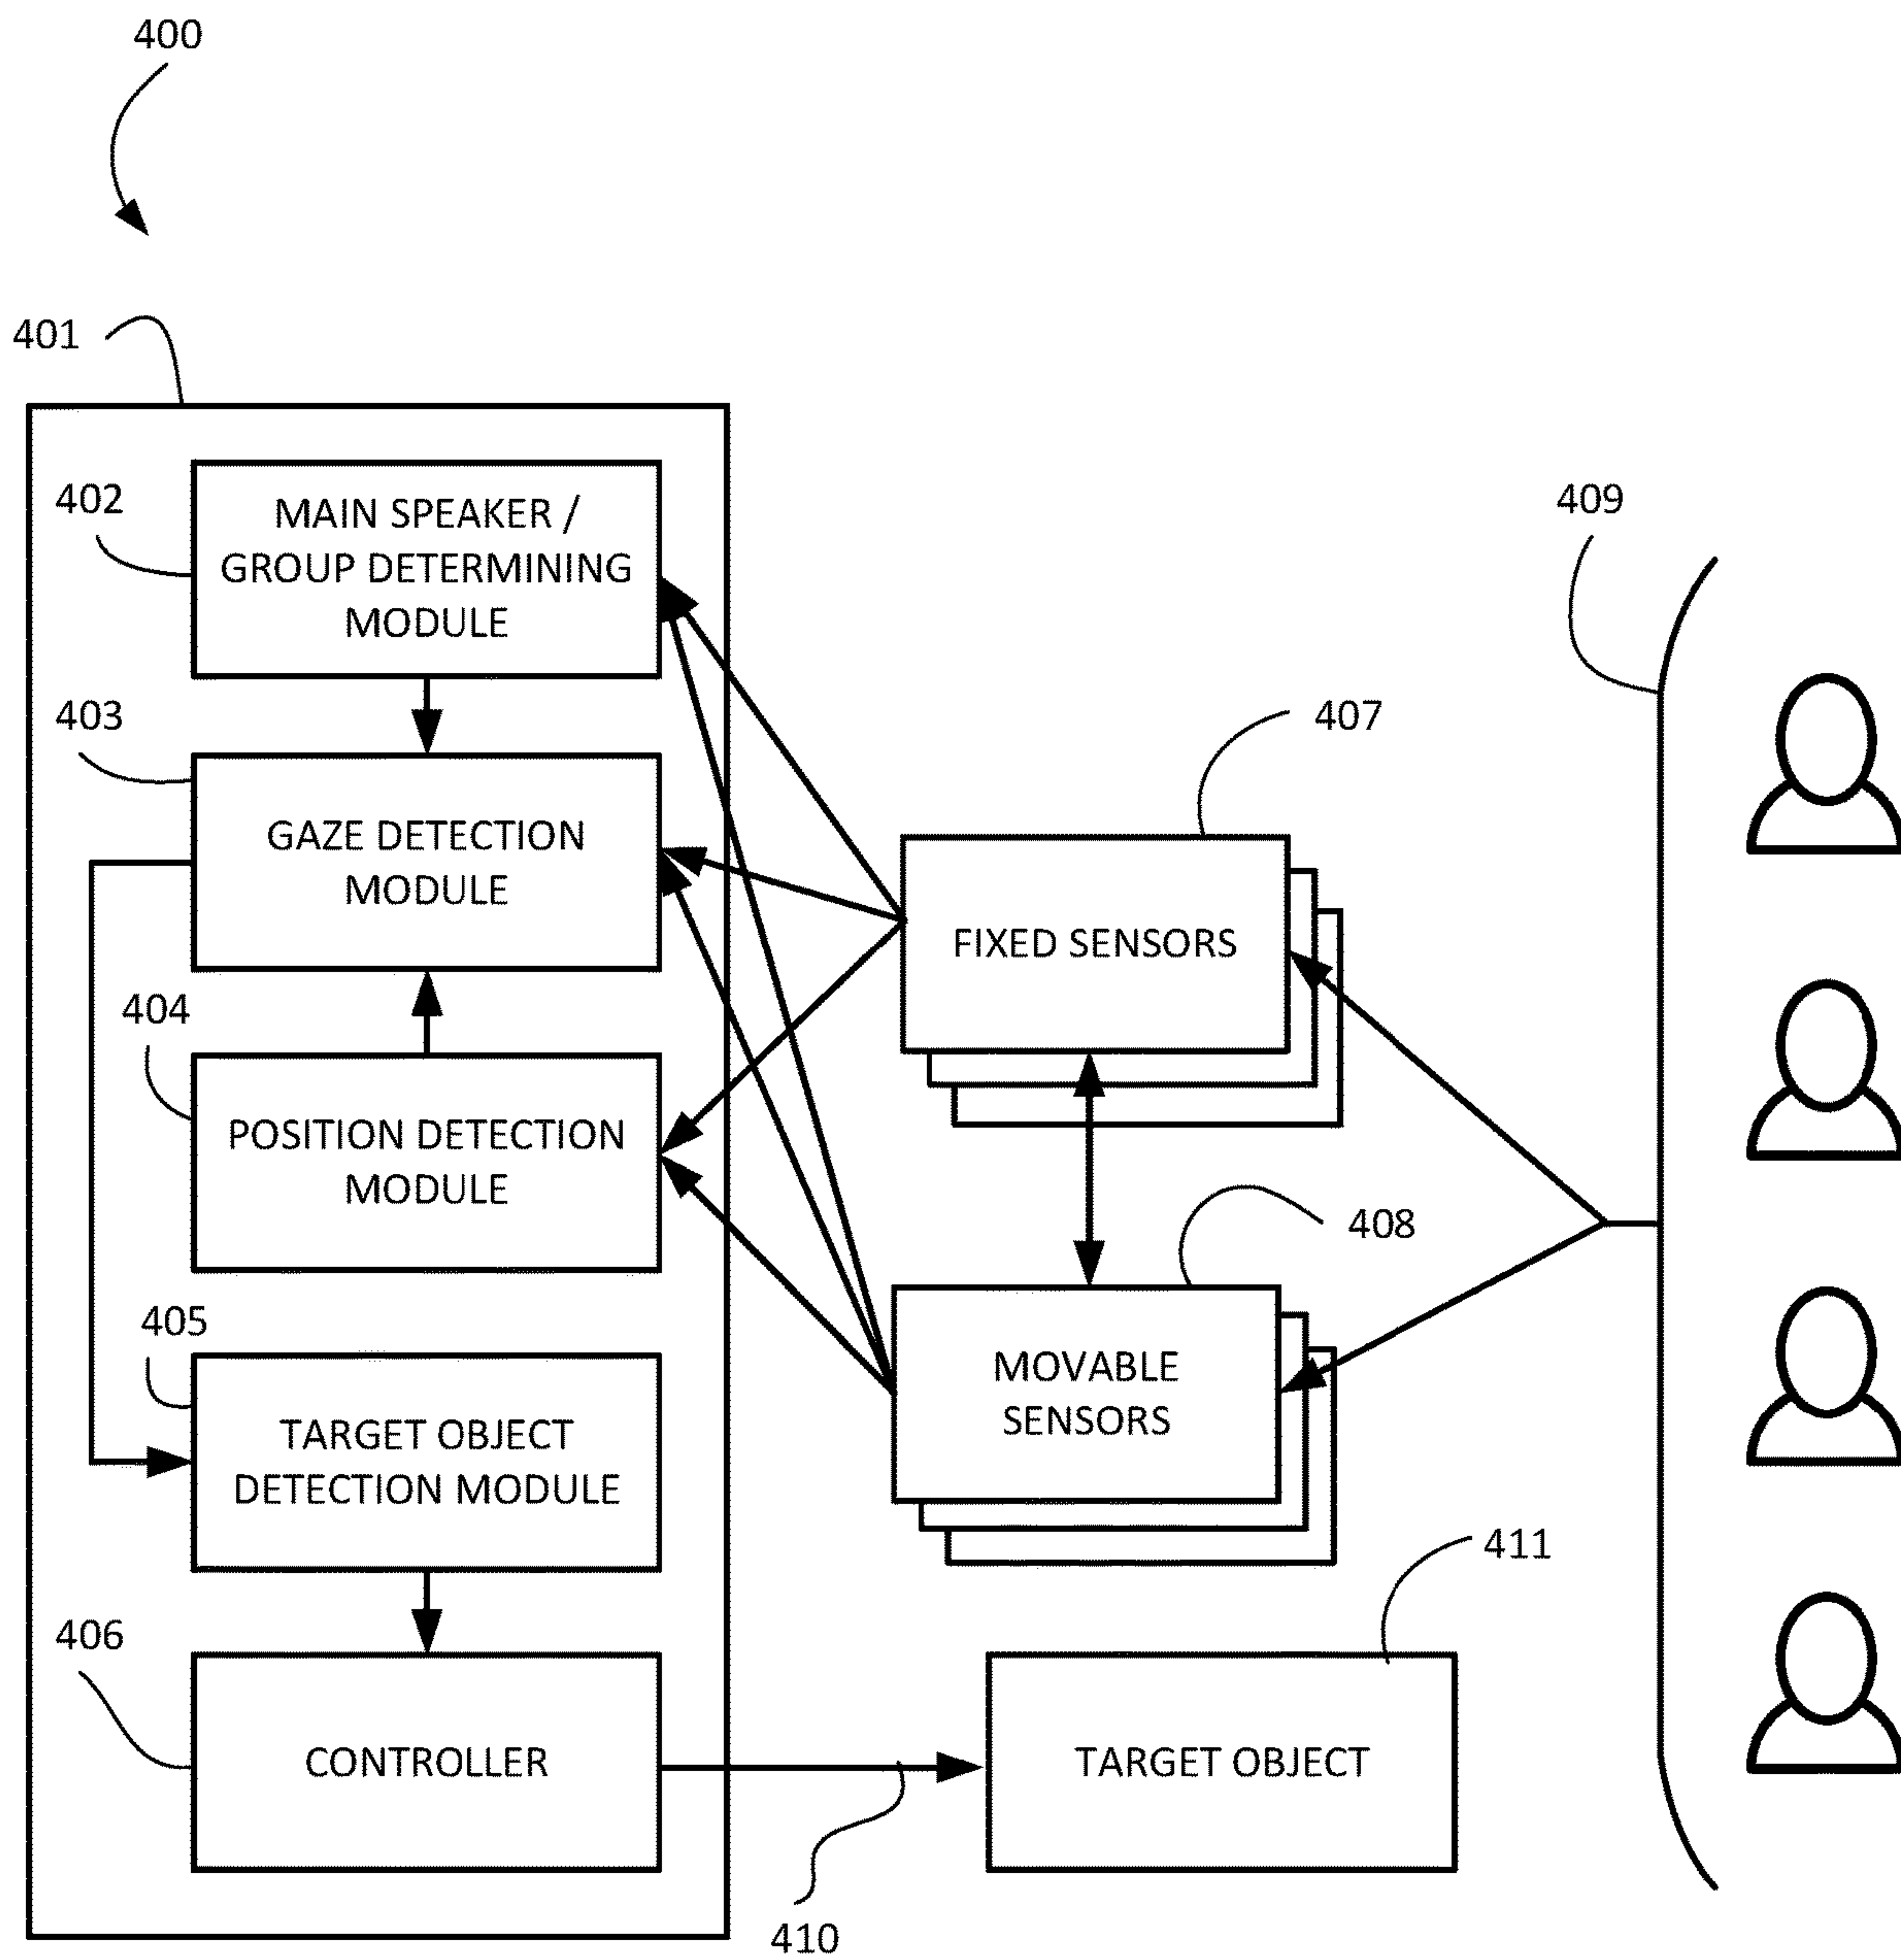 400
401
402
MAIN SPEAKER /
GROUP DETERMINING
MODULE
409
403
407
GAZE DETECTION
MODULE
FIXED SENSORS
404
POSITION DETECTION
MODULE
408
405
MOVABLE
SENSORS
TARGET OBJECT
DETECTION MODULE
411
406
CONTROLLER
TARGET OBJECT
410